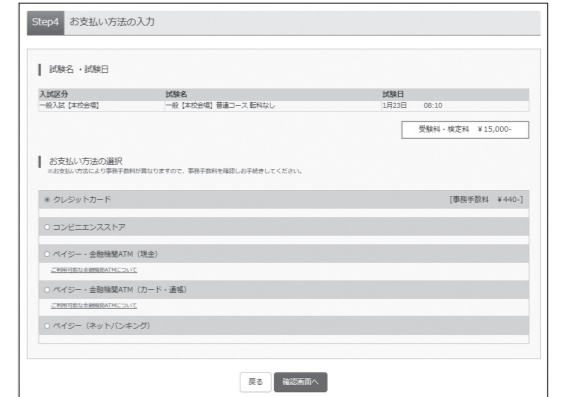 Step4 お支払い方法の入力
試験名・試験日
入試区分 試験名 試験日
一般入試【本校会場】 一般【本校会場】普通コース 転科なし 1月23日 08:10
受験料・検定料 ¥15,000-
お支払い方法の選択
※お支払い方法により事務手数料が異なりますので、事務手数料を確認しお手続きしてください。
クレジットカード [事務手数料 ¥440-]
コンビニエンスストア
ペイジー・金融機関ATM(現金)
ご利用可能な金融機関ATMについて
ペイジー・金融機関ATM(カード・通帳)
ご利用可能な金融機関ATMについて
ペイジー(ネットバンキング)
戻る 確認画面へ